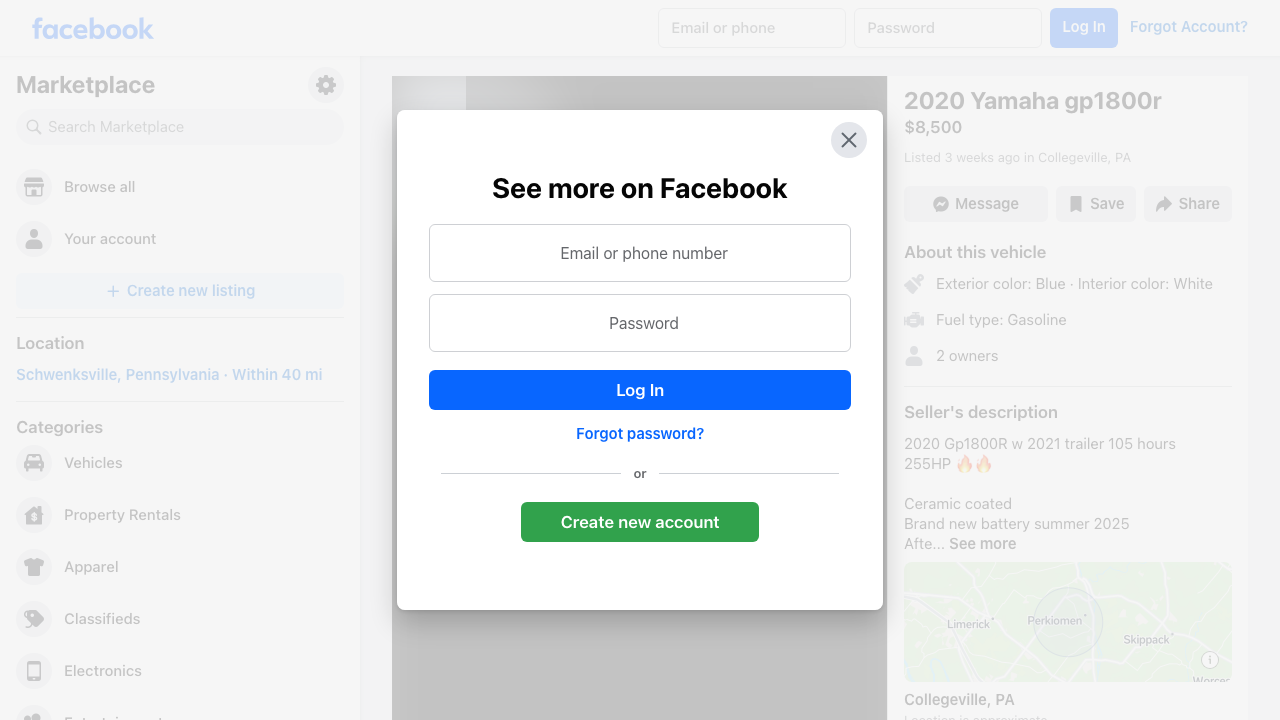 facebook
Email or phone
Password
Log In
Forgot Account?
Marketplace
Search Marketplace
Browse all
Your account
Create new listing
Location
Schwenksville, Pennsylvania · Within 40 mi
Categories
Vehicles
Property Rentals
Apparel
Classifieds
Electronics
See more on Facebook
Email or phone number
Password
Log In
Forgot password?
or
Create new account
2020 Yamaha gp1800r
$8,500
Listed 3 weeks ago in Collegeville, PA
Message
Save
Share
About this vehicle
Exterior color: Blue · Interior color: White
Fuel type: Gasoline
2 owners
Seller's description
2020 Gp1800R w 2021 trailer 105 hours
255HP 🔥🔥
Ceramic coated
Brand new battery summer 2025
Afte... See more
Limerick
Perkiomen
Skippack
Collegeville, PA
Location is approximate